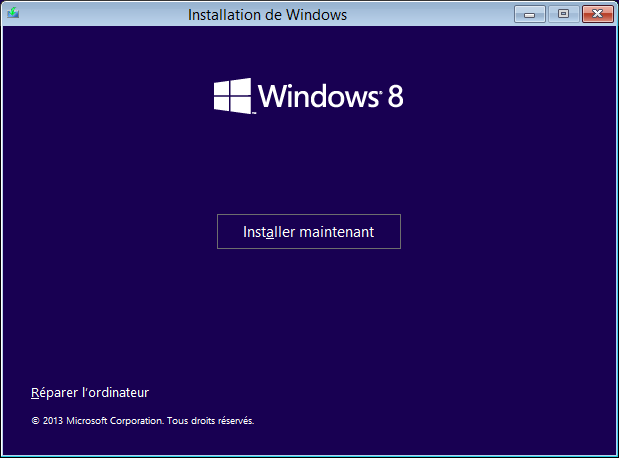 Installation de Windows
Windows® 8
Installer maintenant
Réparer l'ordinateur
© 2013 Microsoft Corporation. Tous droits réservés.